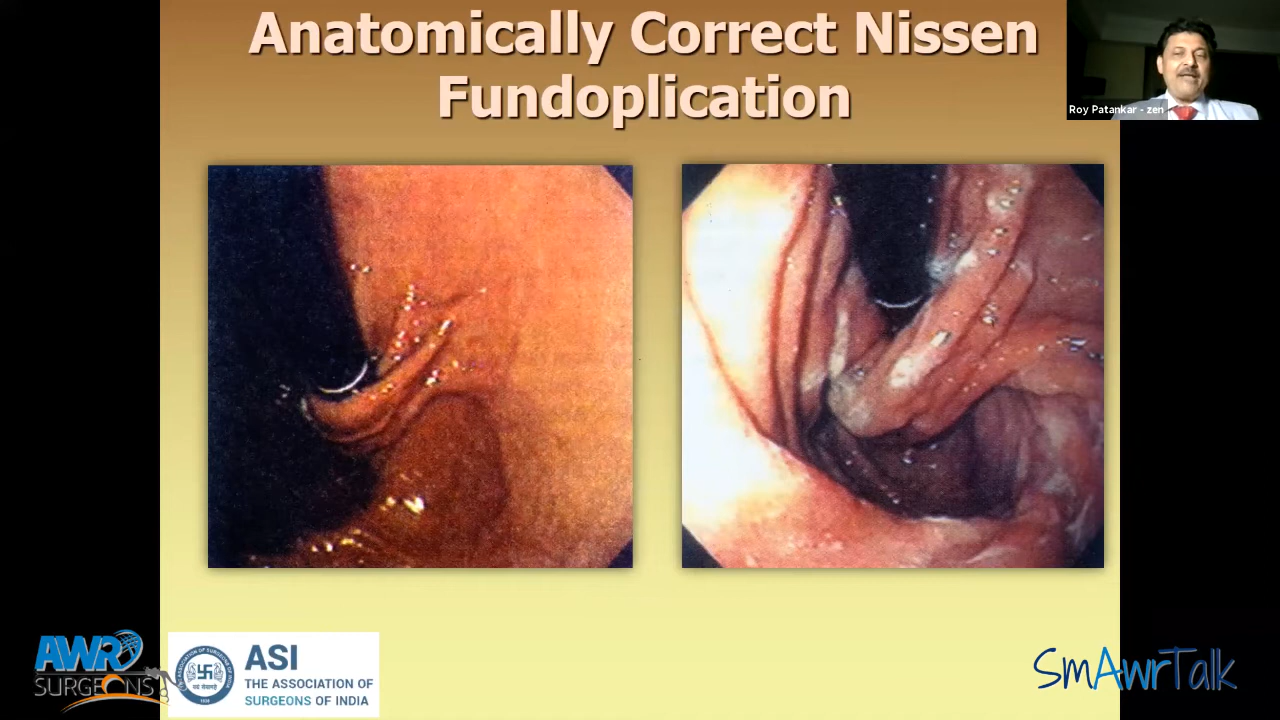 Anatomically Correct Nissen
Fundoplication
Roy Patankar - zen
AWR
SURGEONS
ASI
THE ASSOCIATION OF
SURGEONS OF INDIA
SmAwrTalk